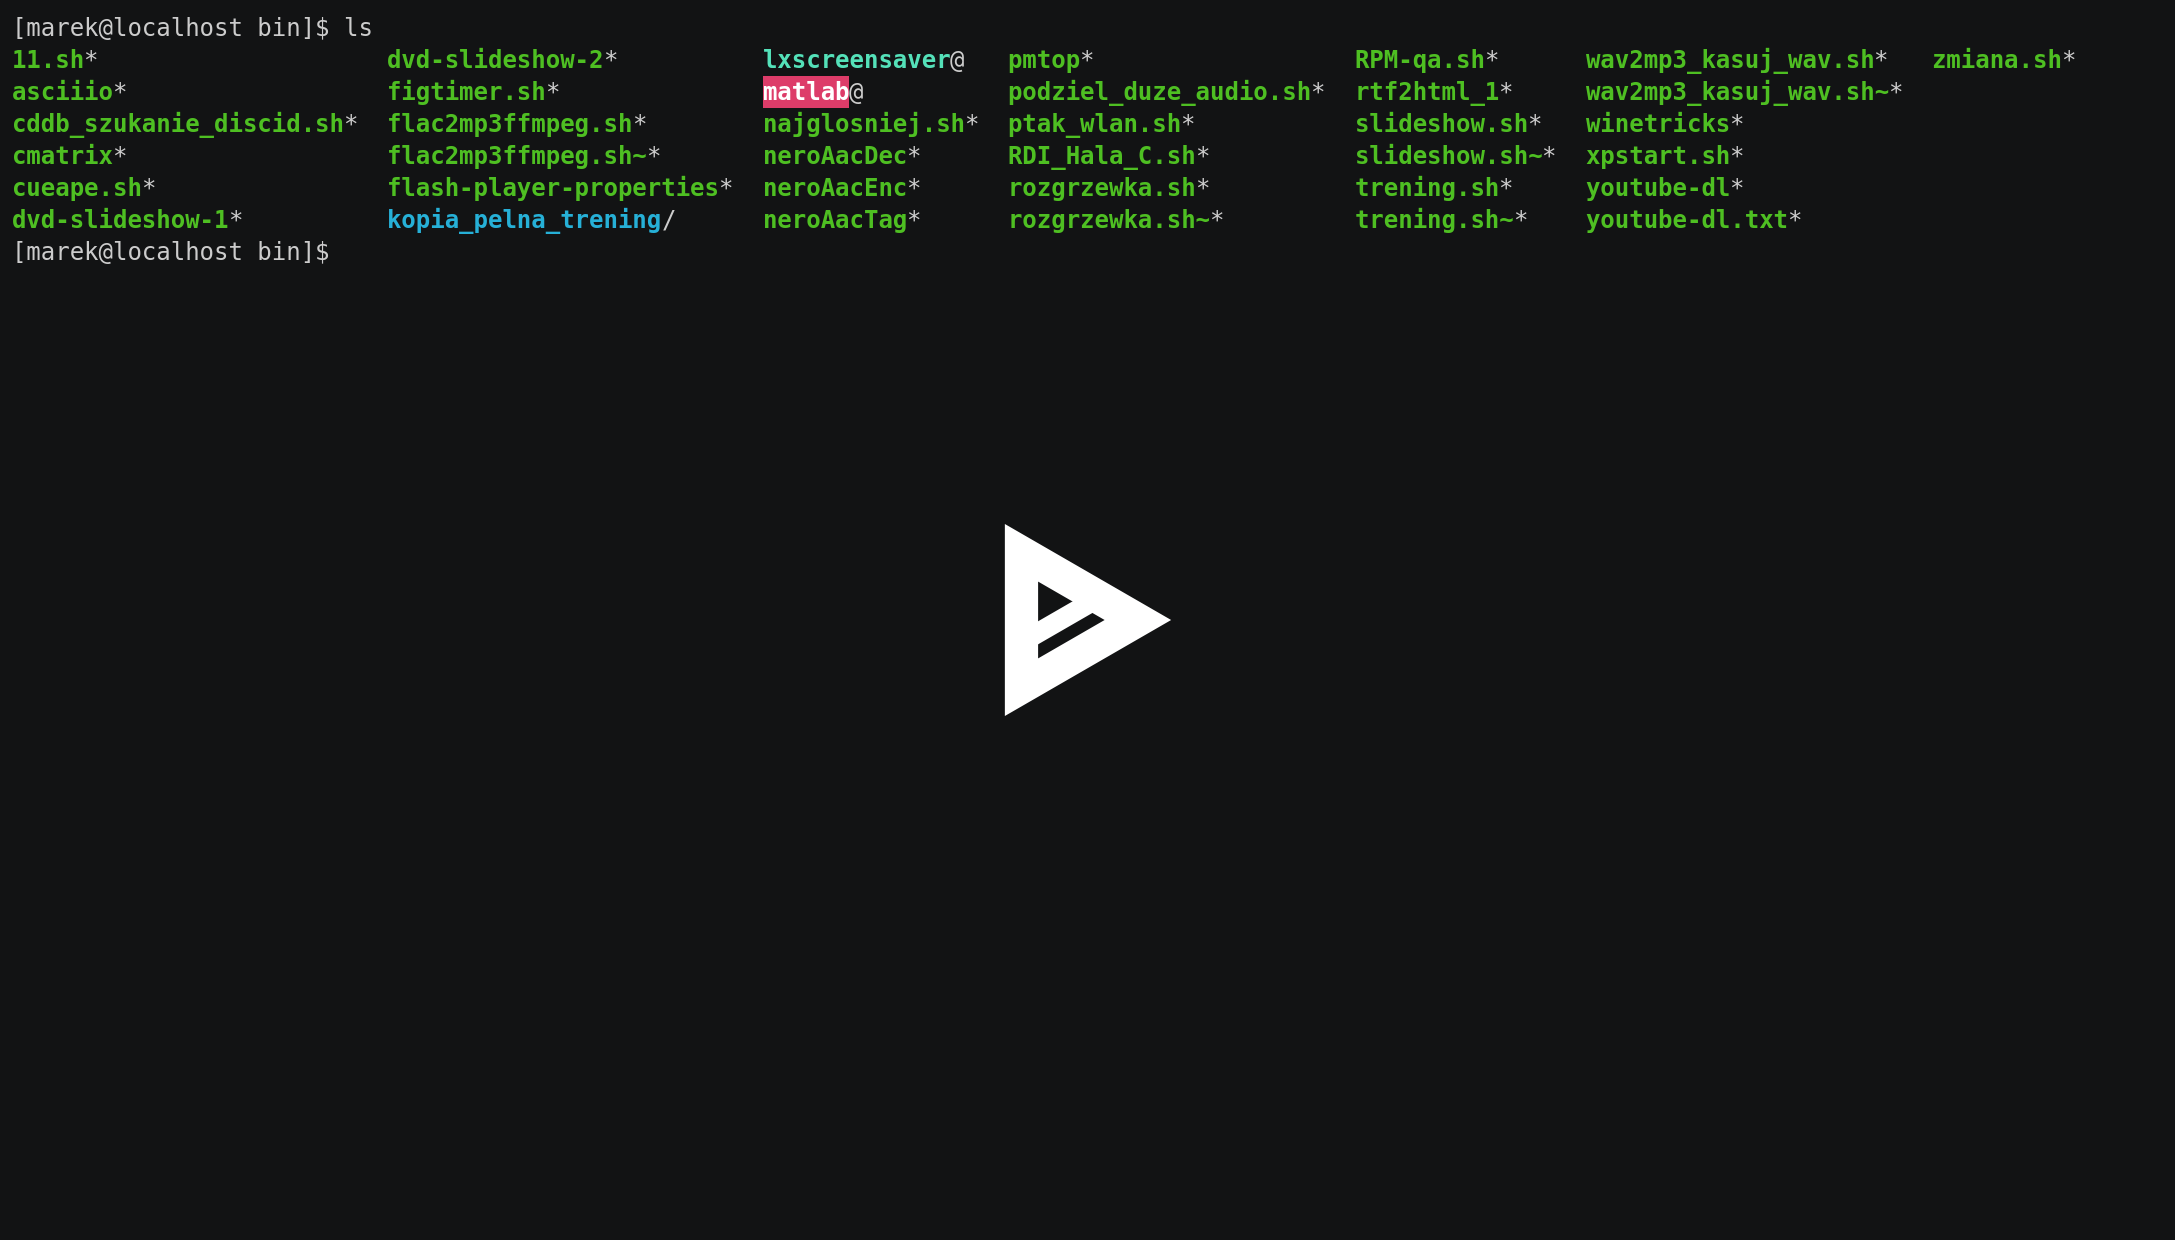 [marek@localhost bin]$ ls
11.sh* dvd-slideshow-2* lxscreensaver@ pmtop* RPM-qa.sh* wav2mp3_kasuj_wav.sh* zmiana.sh*
asciiio* figtimer.sh* matlab@ podziel_duze_audio.sh* rtf2html_1* wav2mp3_kasuj_wav.sh~*
cddb_szukanie_discid.sh* flac2mp3ffmpeg.sh* najglosniej.sh* ptak_wlan.sh* slideshow.sh* winetricks*
cmatrix* flac2mp3ffmpeg.sh~* neroAacDec* RDI_Hala_C.sh* slideshow.sh~* xpstart.sh*
cueape.sh* flash-player-properties* neroAacEnc* rozgrzewka.sh* trening.sh* youtube-dl*
dvd-slideshow-1* kopia_pelna_trening/ neroAacTag* rozgrzewka.sh~* trening.sh~* youtube-dl.txt*
[marek@localhost bin]$